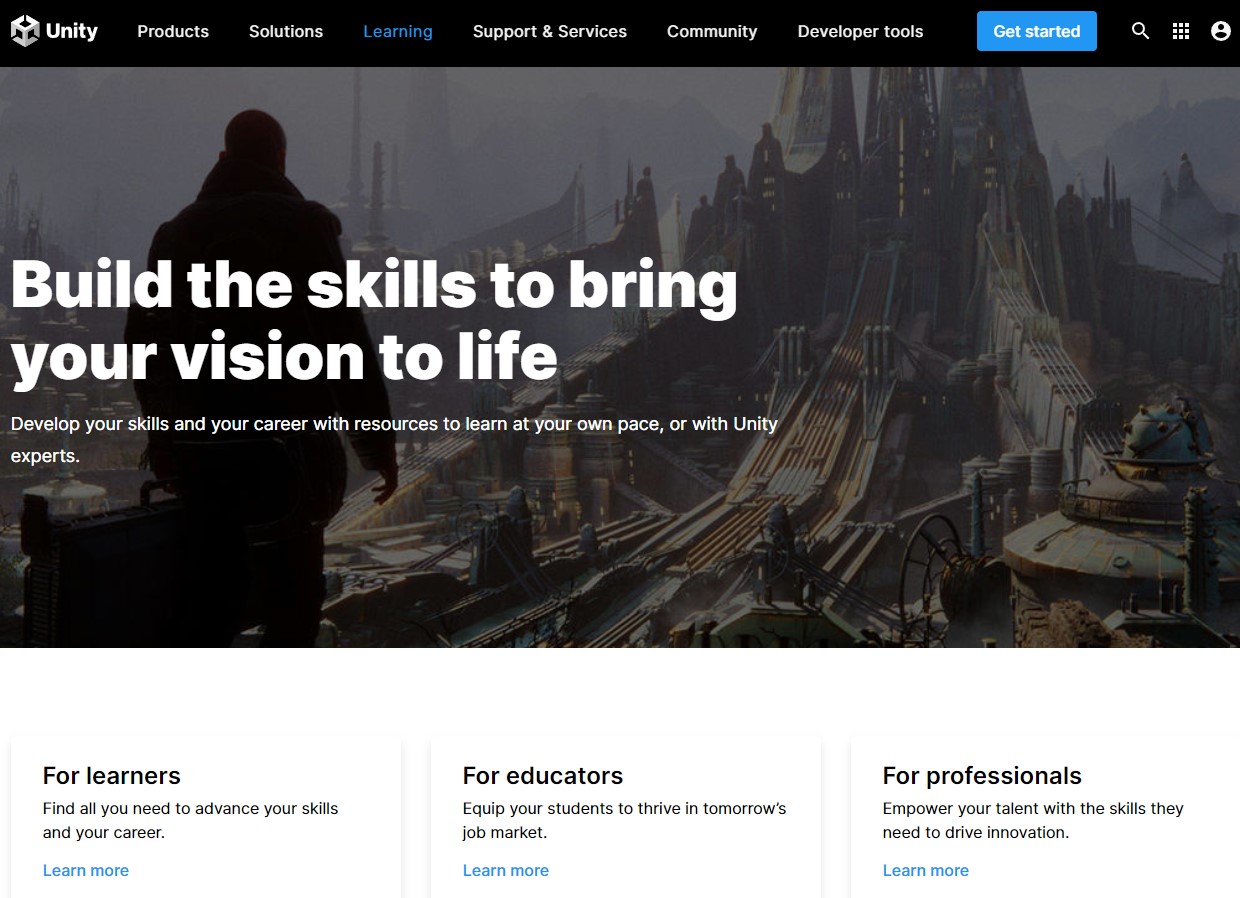 Unity
Products
Solutions
Learning
Support & Services
Community
Developer tools
Get started
Build the skills to bring
your vision to life
Develop your skills and your career with resources to learn at your own pace, or with Unity
experts.
For learners
Find all you need to advance your skills
and your career.
Learn more
For educators
Equip your students to thrive in tomorrow’s
job market.
Learn more
For professionals
Empower your talent with the skills they
need to drive innovation.
Learn more